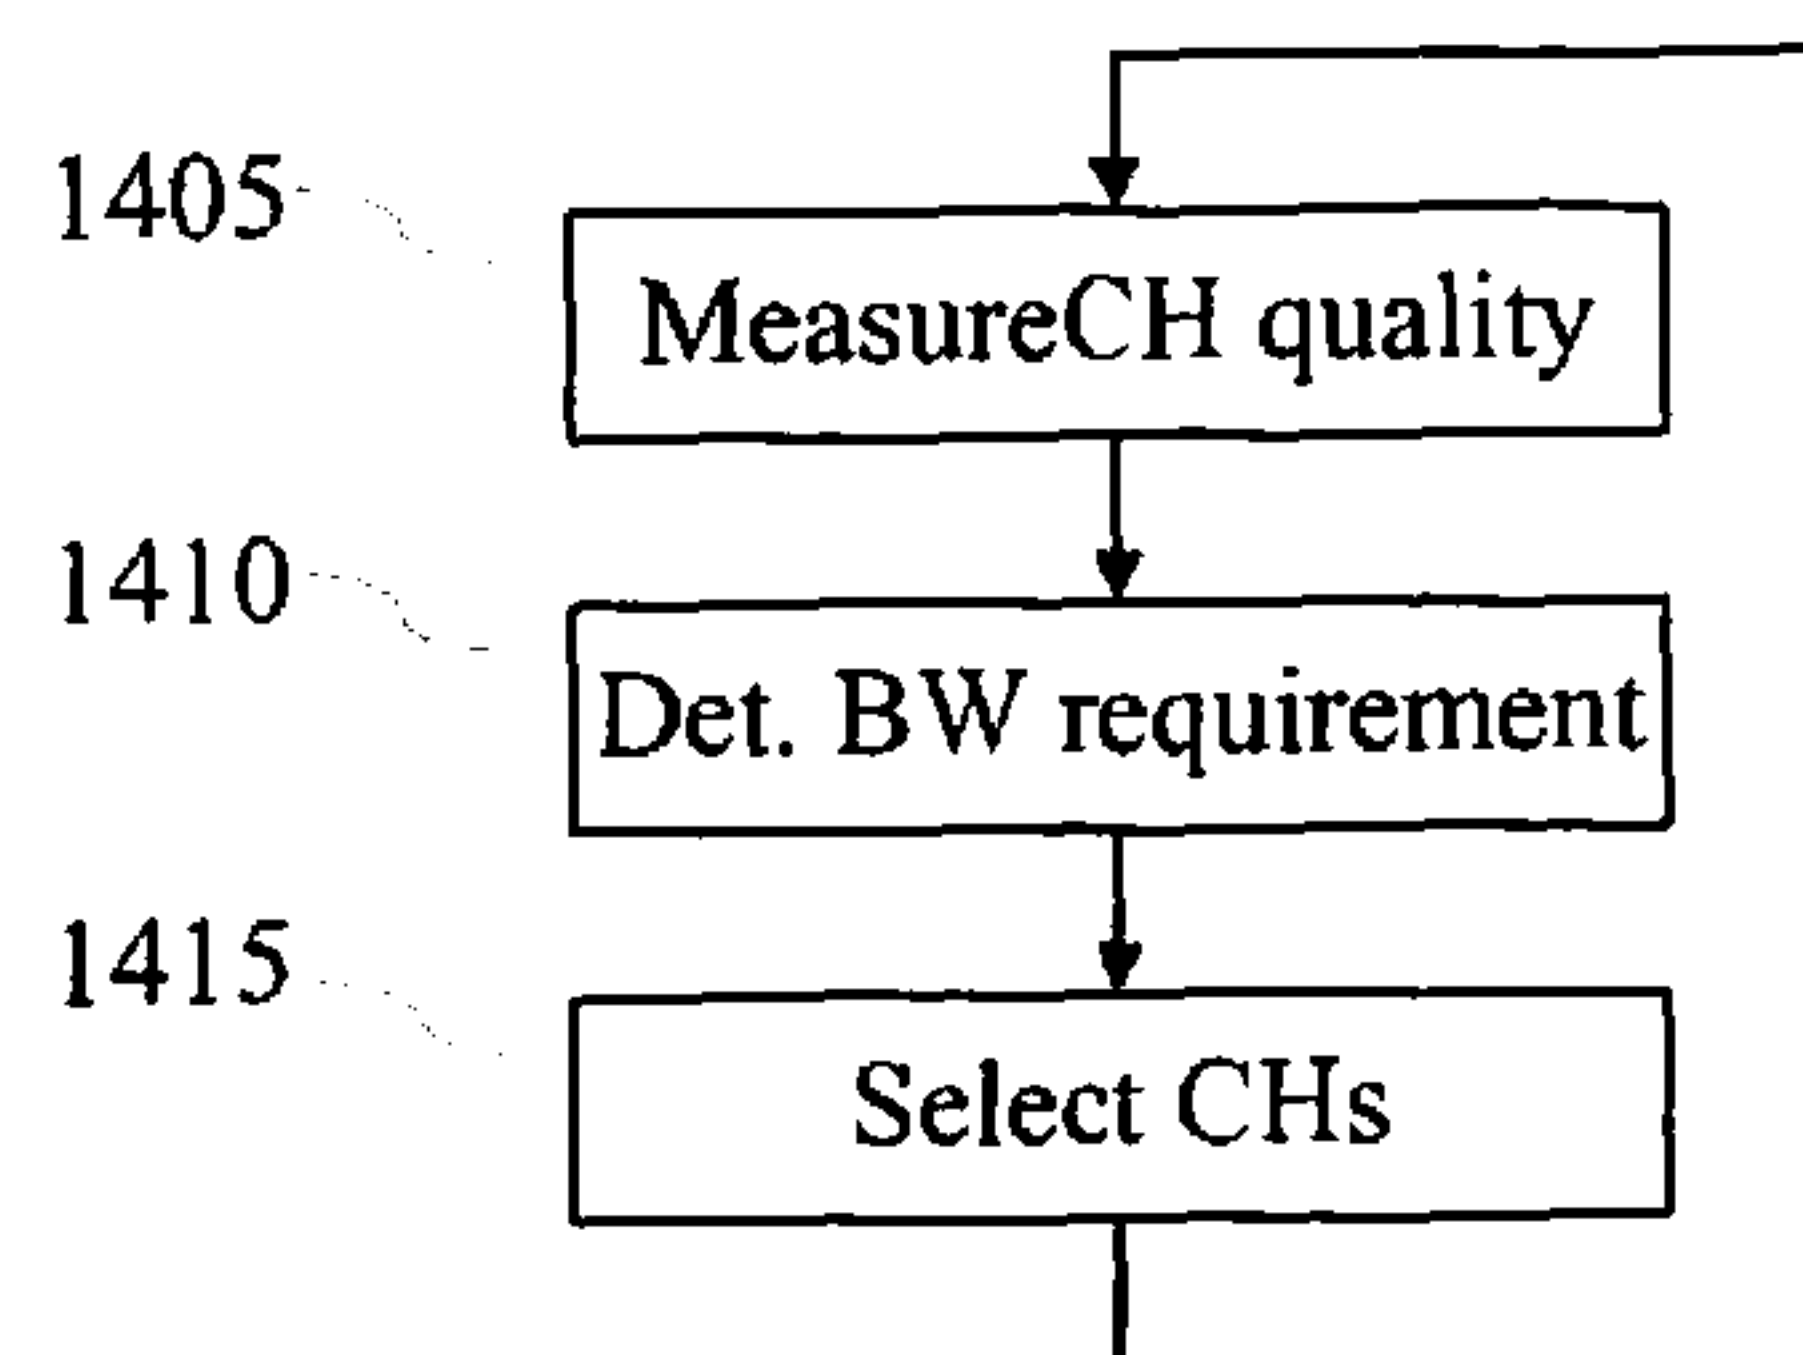 1405
MeasureCH quality
1410
Det. BW requirement
1415
Select CHs